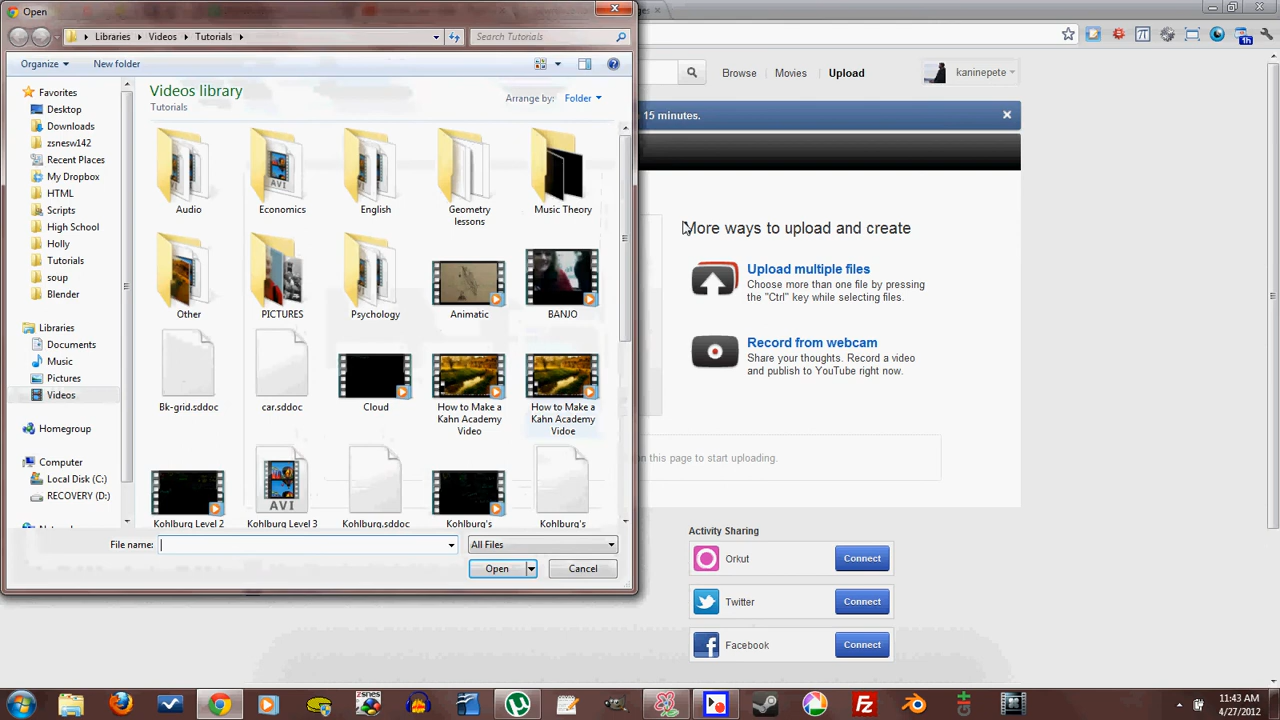 Open
Libraries Videos Tutorials
Search Tutorials
Organize
New folder
Favorites
Desktop
Downloads
zsnesw142
Recent Places
My Dropbox
HTML
Scripts
High School
Holly
Tutorials
soup
Blender
Libraries
Documents
Music
Pictures
Videos
Homegroup
Computer
Local Disk (C:)
RECOVERY (D:)
Videos library
Tutorials
Arrange by: Folder
Audio
Economics
English
Geometry
lessons
Music Theory
Other
PICTURES
Psychology
Animatic
BANJO
Bk-grid.sddoc
car.sddoc
Cloud
How to Make a
Kahn Academy
Video
How to Make a
Kahn Academy
Vidoe
Kohlburg Level 2
AVI
Kohlburg Level 3
Kohlburg.sddoc
Kohlburg's
Kohlburg's
File name:
All Files
Open
Cancel
Browse
Movies
Upload
kaninepete
15 minutes.
More ways to upload and create
Upload multiple files
Choose more than one file by pressing
the "Ctrl" key while selecting files.
Record from webcam
Share your thoughts. Record a video
and publish to YouTube right now.
on this page to start uploading.
Activity Sharing
Orkut
Connect
Twitter
Connect
Facebook
Connect
11:43 AM
4/27/2012